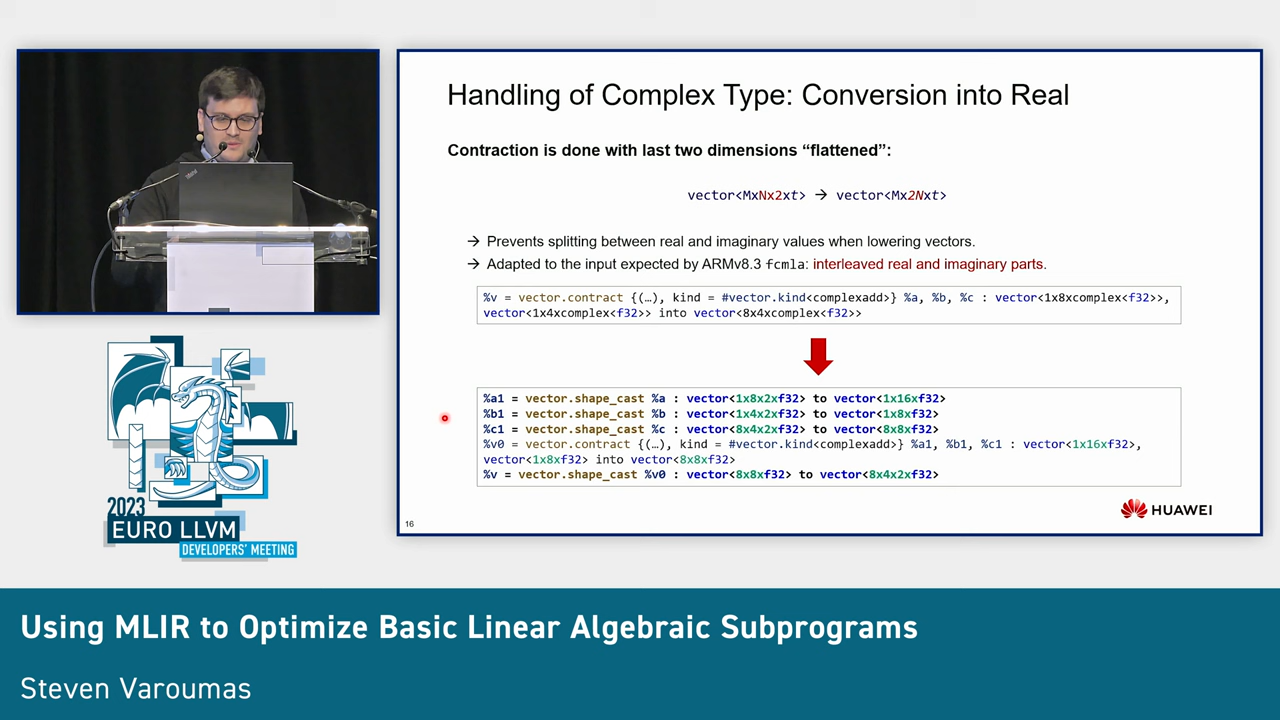 Handling of Complex Type: Conversion into Real
Contraction is done with last two dimensions “flattened”:
vector<MxNx2xt> → vector<Mx2Nxt>
→ Prevents splitting between real and imaginary values when lowering vectors.
→ Adapted to the input expected by ARMv8.3 fcmla: interleaved real and imaginary parts.
%v = vector.contract {(…), kind = #vector.kind<complexadd>} %a, %b, %c : vector<1x8xcomplex<f32>>,
vector<1x4xcomplex<f32>> into vector<8x4xcomplex<f32>>
%a1 = vector.shape_cast %a : vector<1x8x2xf32> to vector<1x16xf32>
%b1 = vector.shape_cast %b : vector<1x4x2xf32> to vector<1x8xf32>
%c1 = vector.shape_cast %c : vector<8x4x2xf32> to vector<8x8xf32>
%v0 = vector.contract {(…), kind = #vector.kind<complexadd>} %a1, %b1, %c1 : vector<1x16xf32>,
vector<1x8xf32> into vector<8x8xf32>
%v = vector.shape_cast %v0 : vector<8x8xf32> to vector<8x4x2xf32>
16
HUAWEI
2023
EURO LLVM
DEVELOPERS' MEETING
Using MLIR to Optimize Basic Linear Algebraic Subprograms
Steven Varoumas